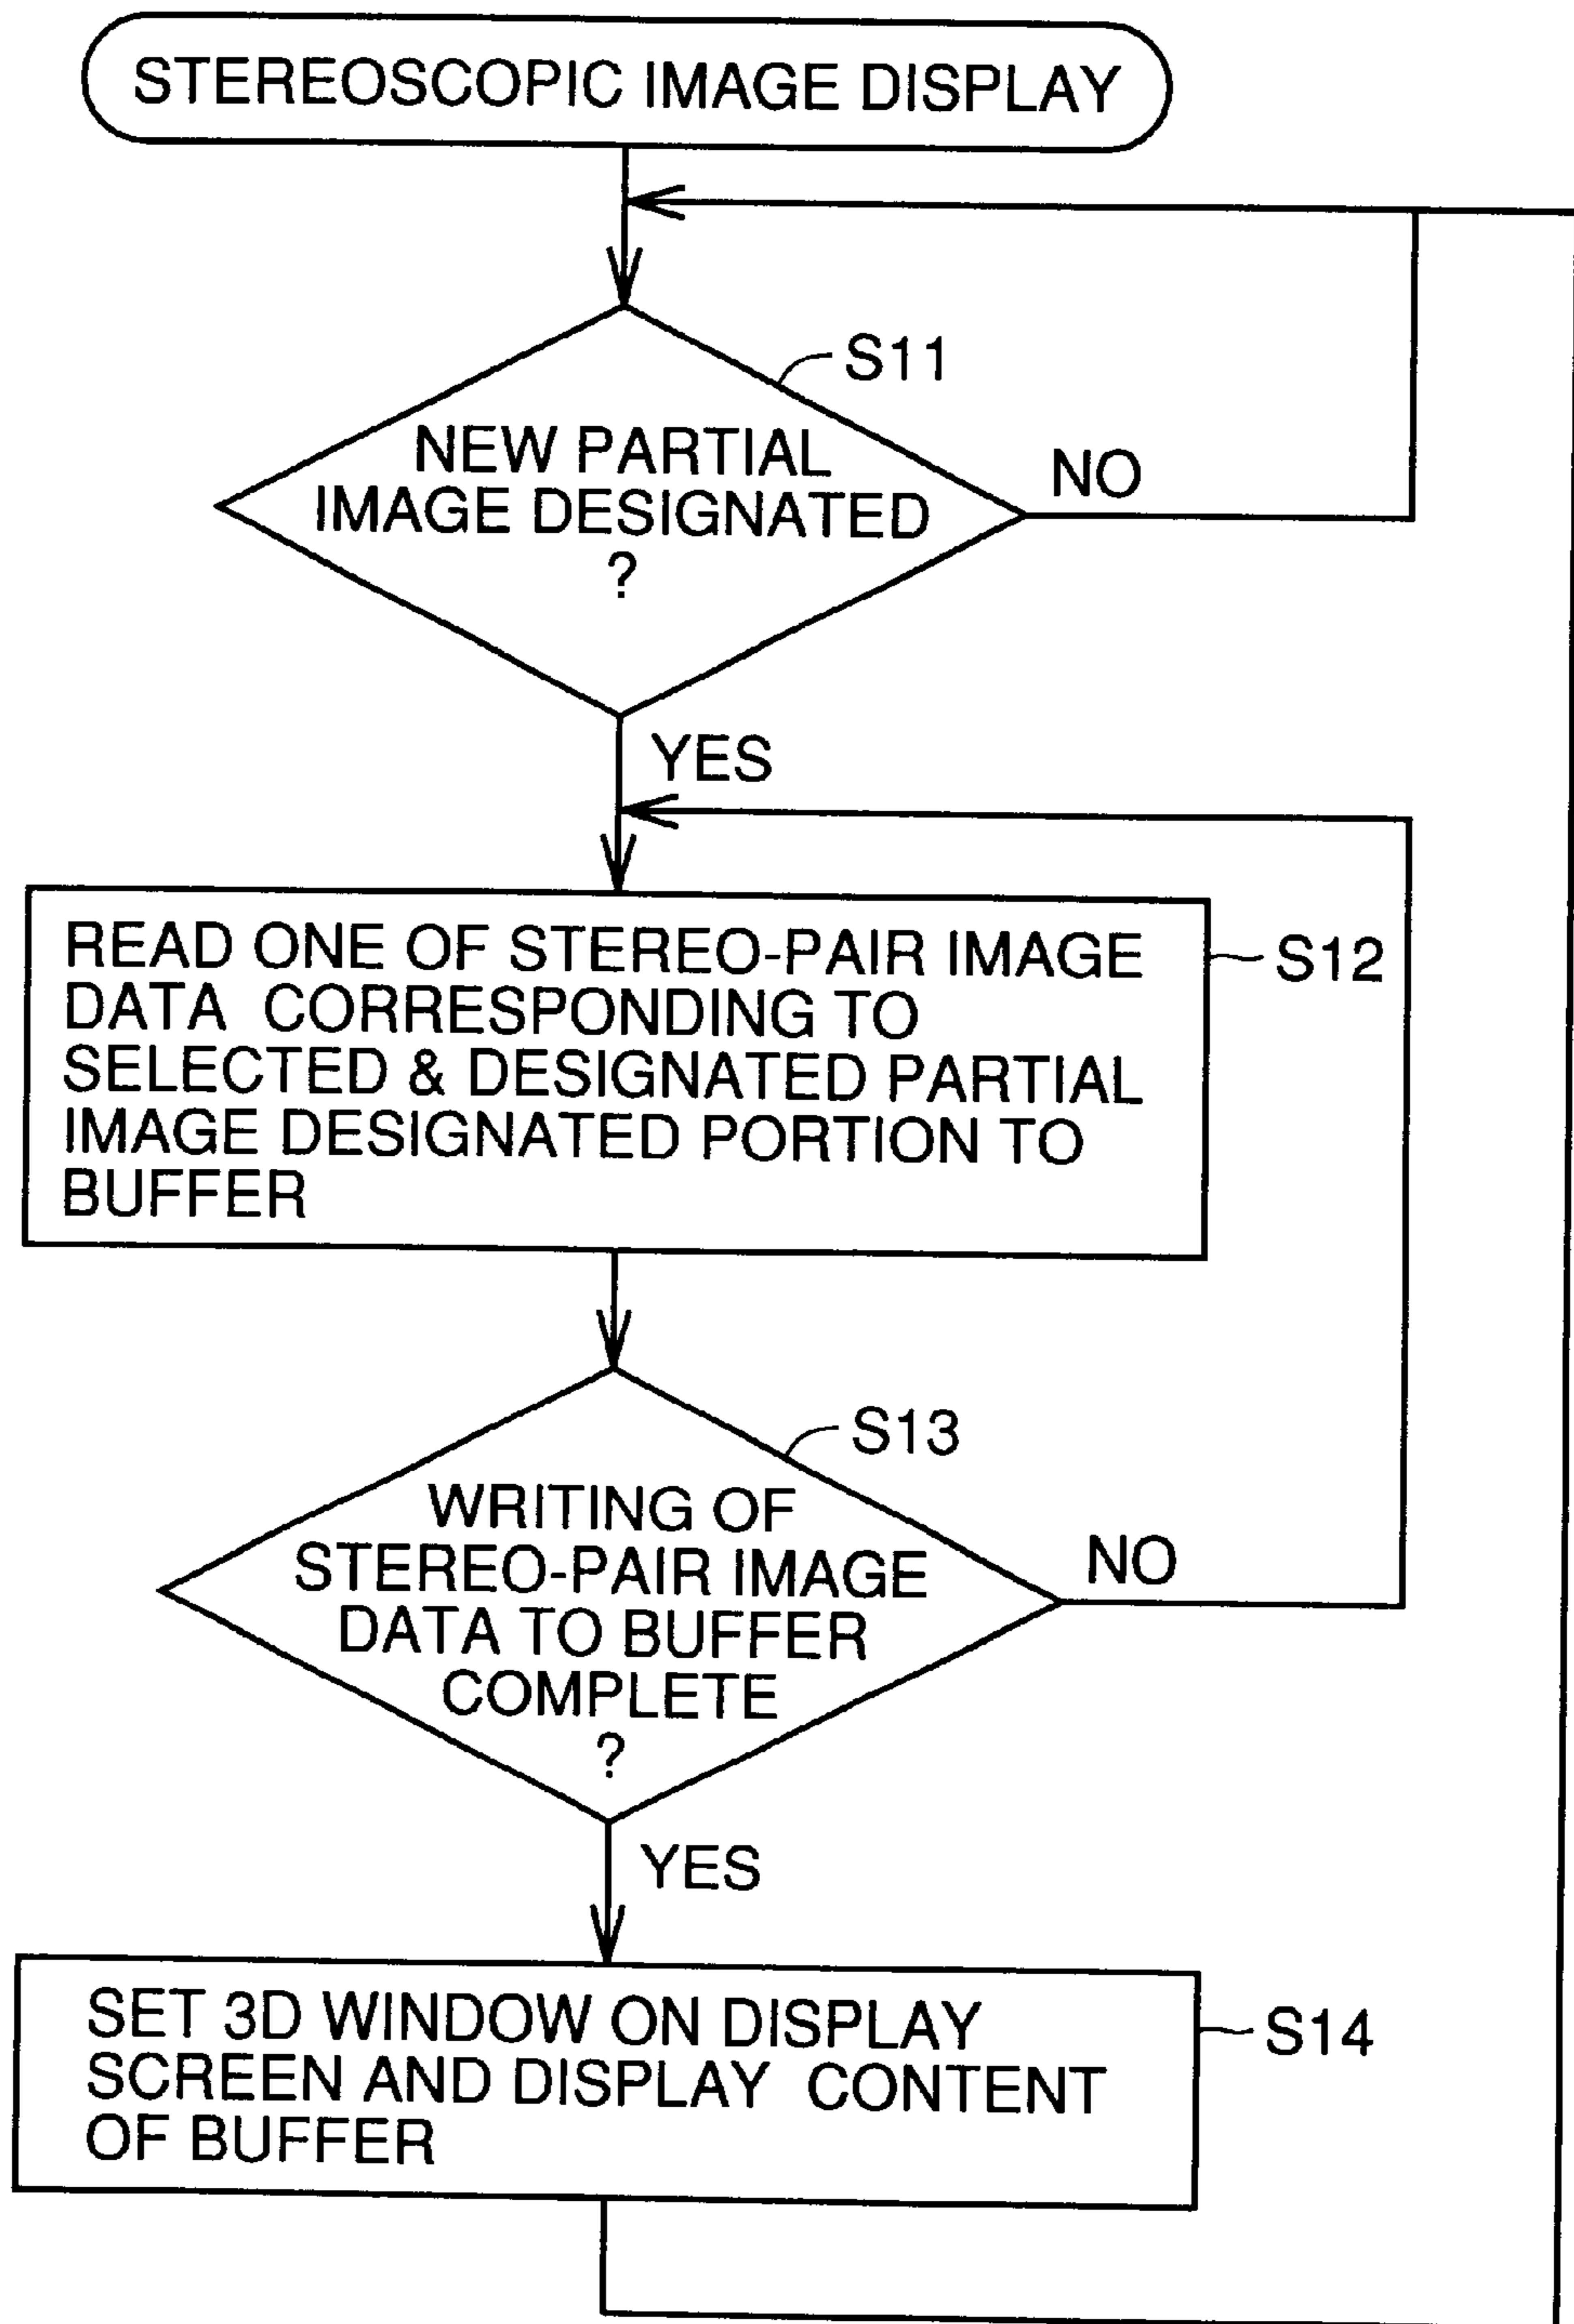 STEREOSCOPIC IMAGE DISPLAY
S11
NEW PARTIAL
IMAGE DESIGNATED
?
NO
YES
READ ONE OF STEREO-PAIR IMAGE
DATA CORRESPONDING TO
SELECTED & DESIGNATED PARTIAL
IMAGE DESIGNATED PORTION TO
BUFFER
S12
S13
WRITING OF
STEREO-PAIR IMAGE
DATA TO BUFFER
COMPLETE
?
NO
YES
SET 3D WINDOW ON DISPLAY
SCREEN AND DISPLAY CONTENT
OF BUFFER
S14